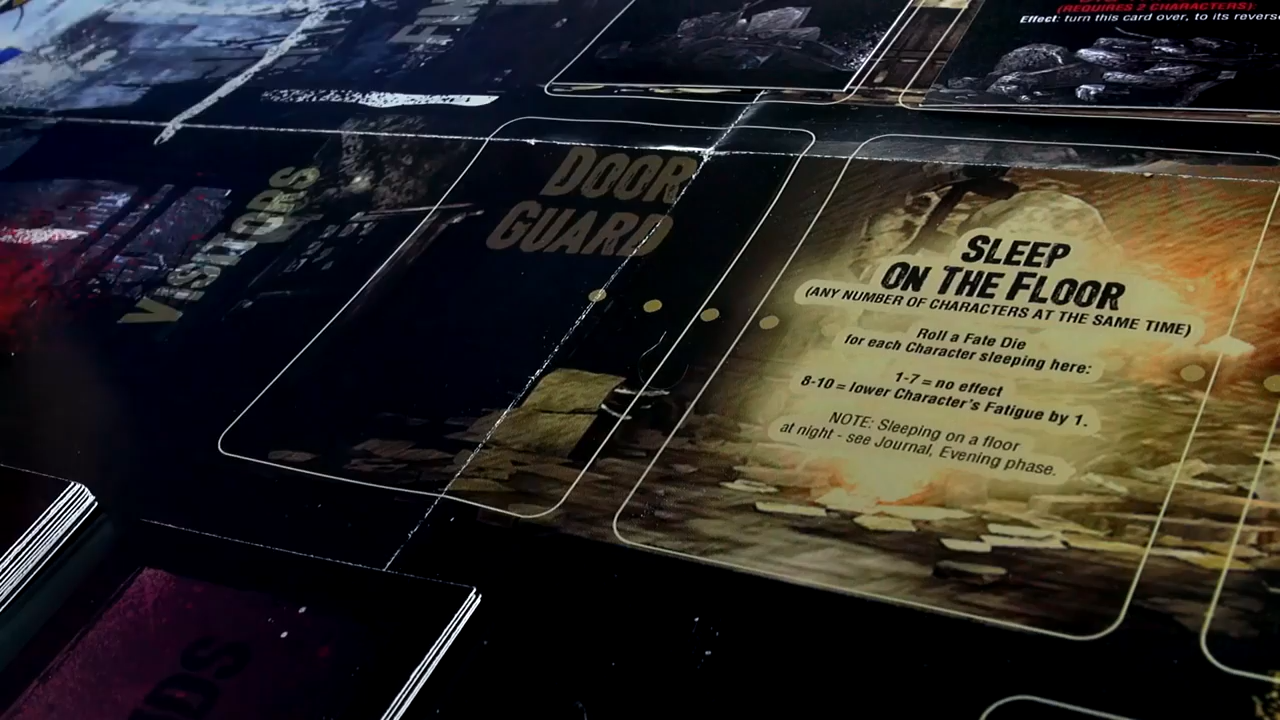 (REQUIRES 2 CHARACTERS):
Effect: turn this card over, to its revers
VISITORS
DOOR
GUARD
SLEEP
ON THE FLOOR
(ANY NUMBER OF CHARACTERS AT THE SAME TIME)
Roll a Fate Die
for each Character sleeping here:
1-7 = no effect
8-10 = lower Character's Fatigue by 1.
NOTE: Sleeping on a floor
at night - see Journal, Evening phase.